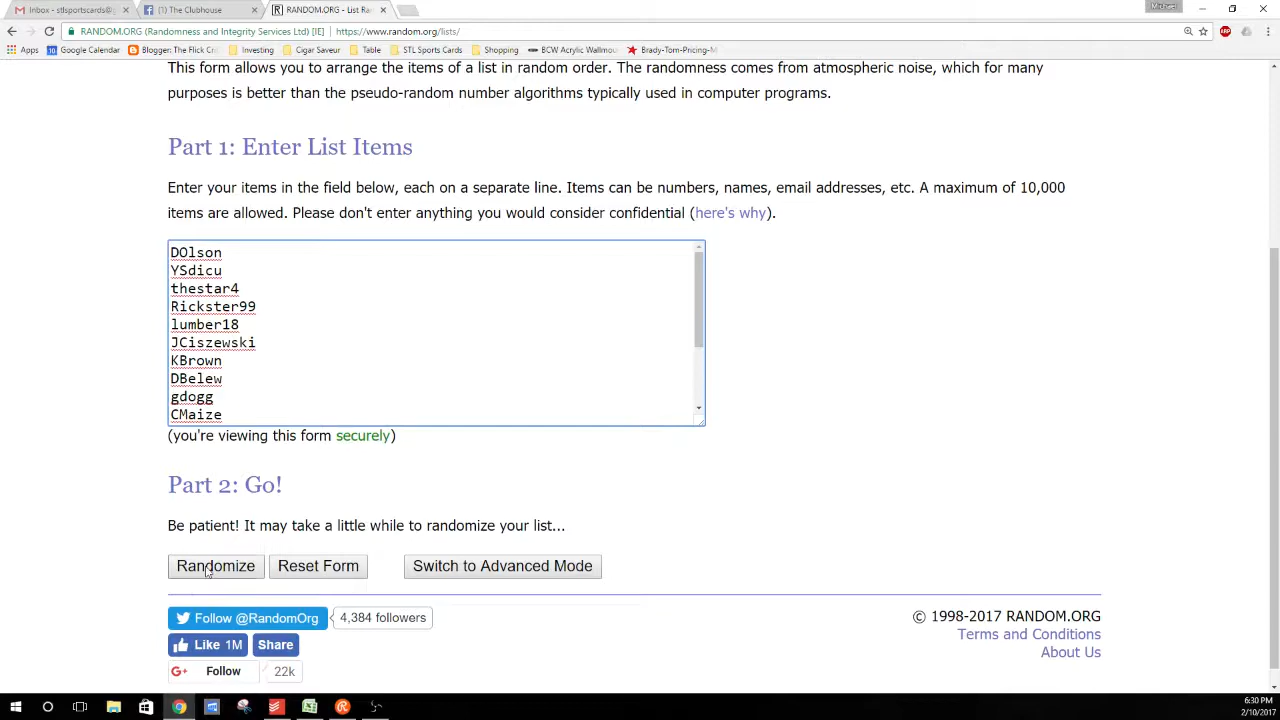 Inbox - stlsportscards@g
(1) The Clubhouse
RANDOM.ORG - List Ra
Michael
RANDOM.ORG (Randomness and Integrity Services Ltd) [IE] https://www.random.org/lists/
Apps Google Calendar Blogger: The Flick Cri Investing Cigar Saveur Table STL Sports Cards Shopping BCW Acrylic Wallmou Brady-Tom-Pricing-M
This form allows you to arrange the items of a list in random order. The randomness comes from atmospheric noise, which for many
purposes is better than the pseudo-random number algorithms typically used in computer programs.
Part 1: Enter List Items
Enter your items in the field below, each on a separate line. Items can be numbers, names, email addresses, etc. A maximum of 10,000
items are allowed. Please don't enter anything you would consider confidential (here's why).
DOlson
YSdicu
thestar4
Rickster99
lumber18
JCiszewski
KBrown
DBelew
gdogg
CMaize
(you're viewing this form securely)
Part 2: Go!
Be patient! It may take a little while to randomize your list...
Randomize Reset Form Switch to Advanced Mode
Follow @RandomOrg 4,384 followers
Like 1M Share
Follow 22k
© 1998-2017 RANDOM.ORG
Terms and Conditions
About Us
6:30 PM
2/10/2017